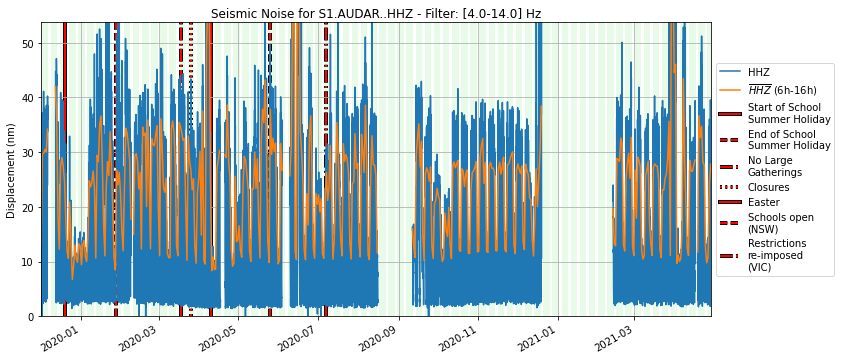 Seismic Noise for S1.AUDAR..HHZ - Filter: [4.0-14.0] Hz
Displacement (nm)
50
40
30
20
10
0
2020-01
2020-03
2020-05
2020-07
2020-09
2020-11
2021-01
2021-03
HHZ
HHZ (6h-16h)
Start of School
Summer Holiday
End of School
Summer Holiday
No Large
Gatherings
Closures
Easter
Schools open
(NSW)
Restrictions
re-imposed
(VIC)